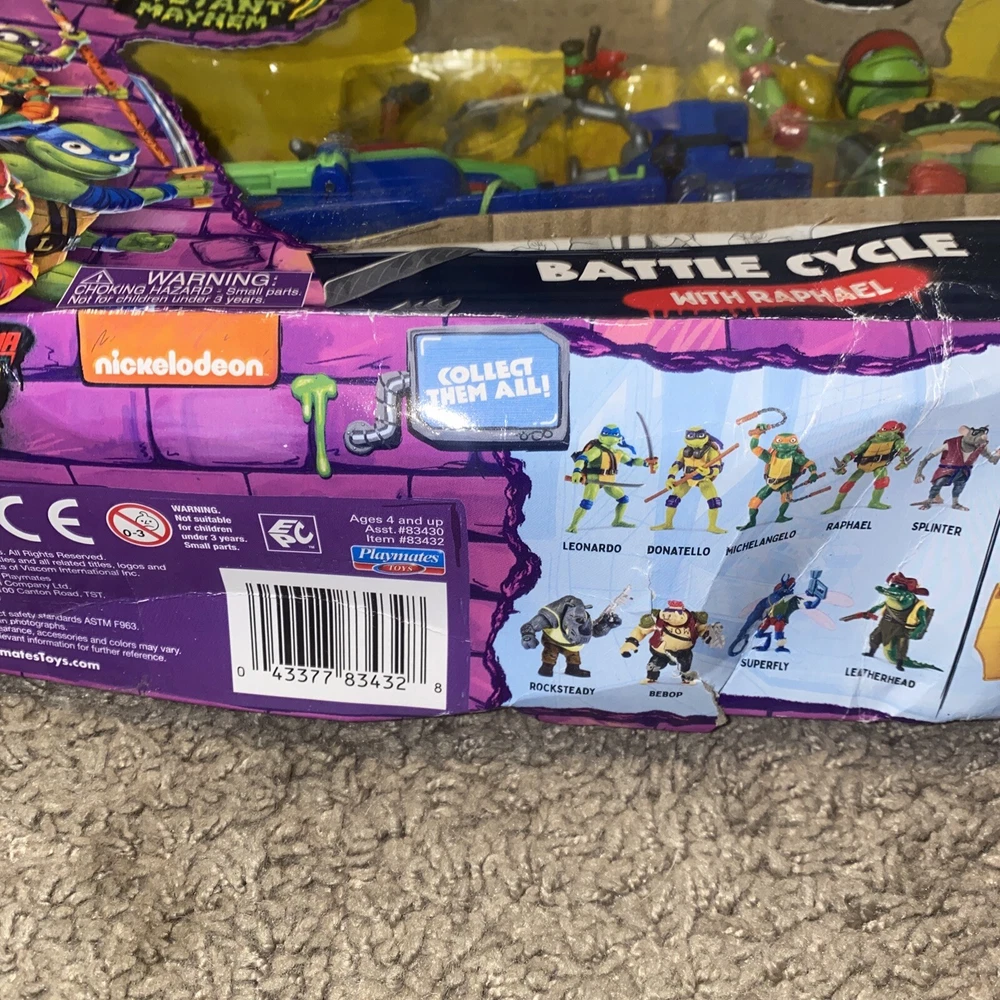 MAYHEM
WARNING:
CHOKING HAZARD - Small parts.
Not for children under 3 years.
BATTLE CYCLE
WITH RAPHAEL
nickelodeon
COLLECT
THEM ALL!
LEONARDO
DONATELLO
MICHELANGELO
RAPHAEL
SPLINTER
ROCKSTEADY
BEBOP
SUPERFLY
LEATHERHEAD
CE
0-3
WARNING.
Not suitable
for children
under 3 years.
Small parts.
EPC
Ages 4 and up
Asst. #83430
Item #83432
Playmates
TOYS
All Rights Reserved.
and all related titles, logos and
of Viacom International Inc.
Playmates
Company Ltd.
100 Canton Road, TST,
safety standards ASTM F963.
photographs.
accessories and colors may vary.
information for further reference.
matesToys.com
0 43377 83432 8